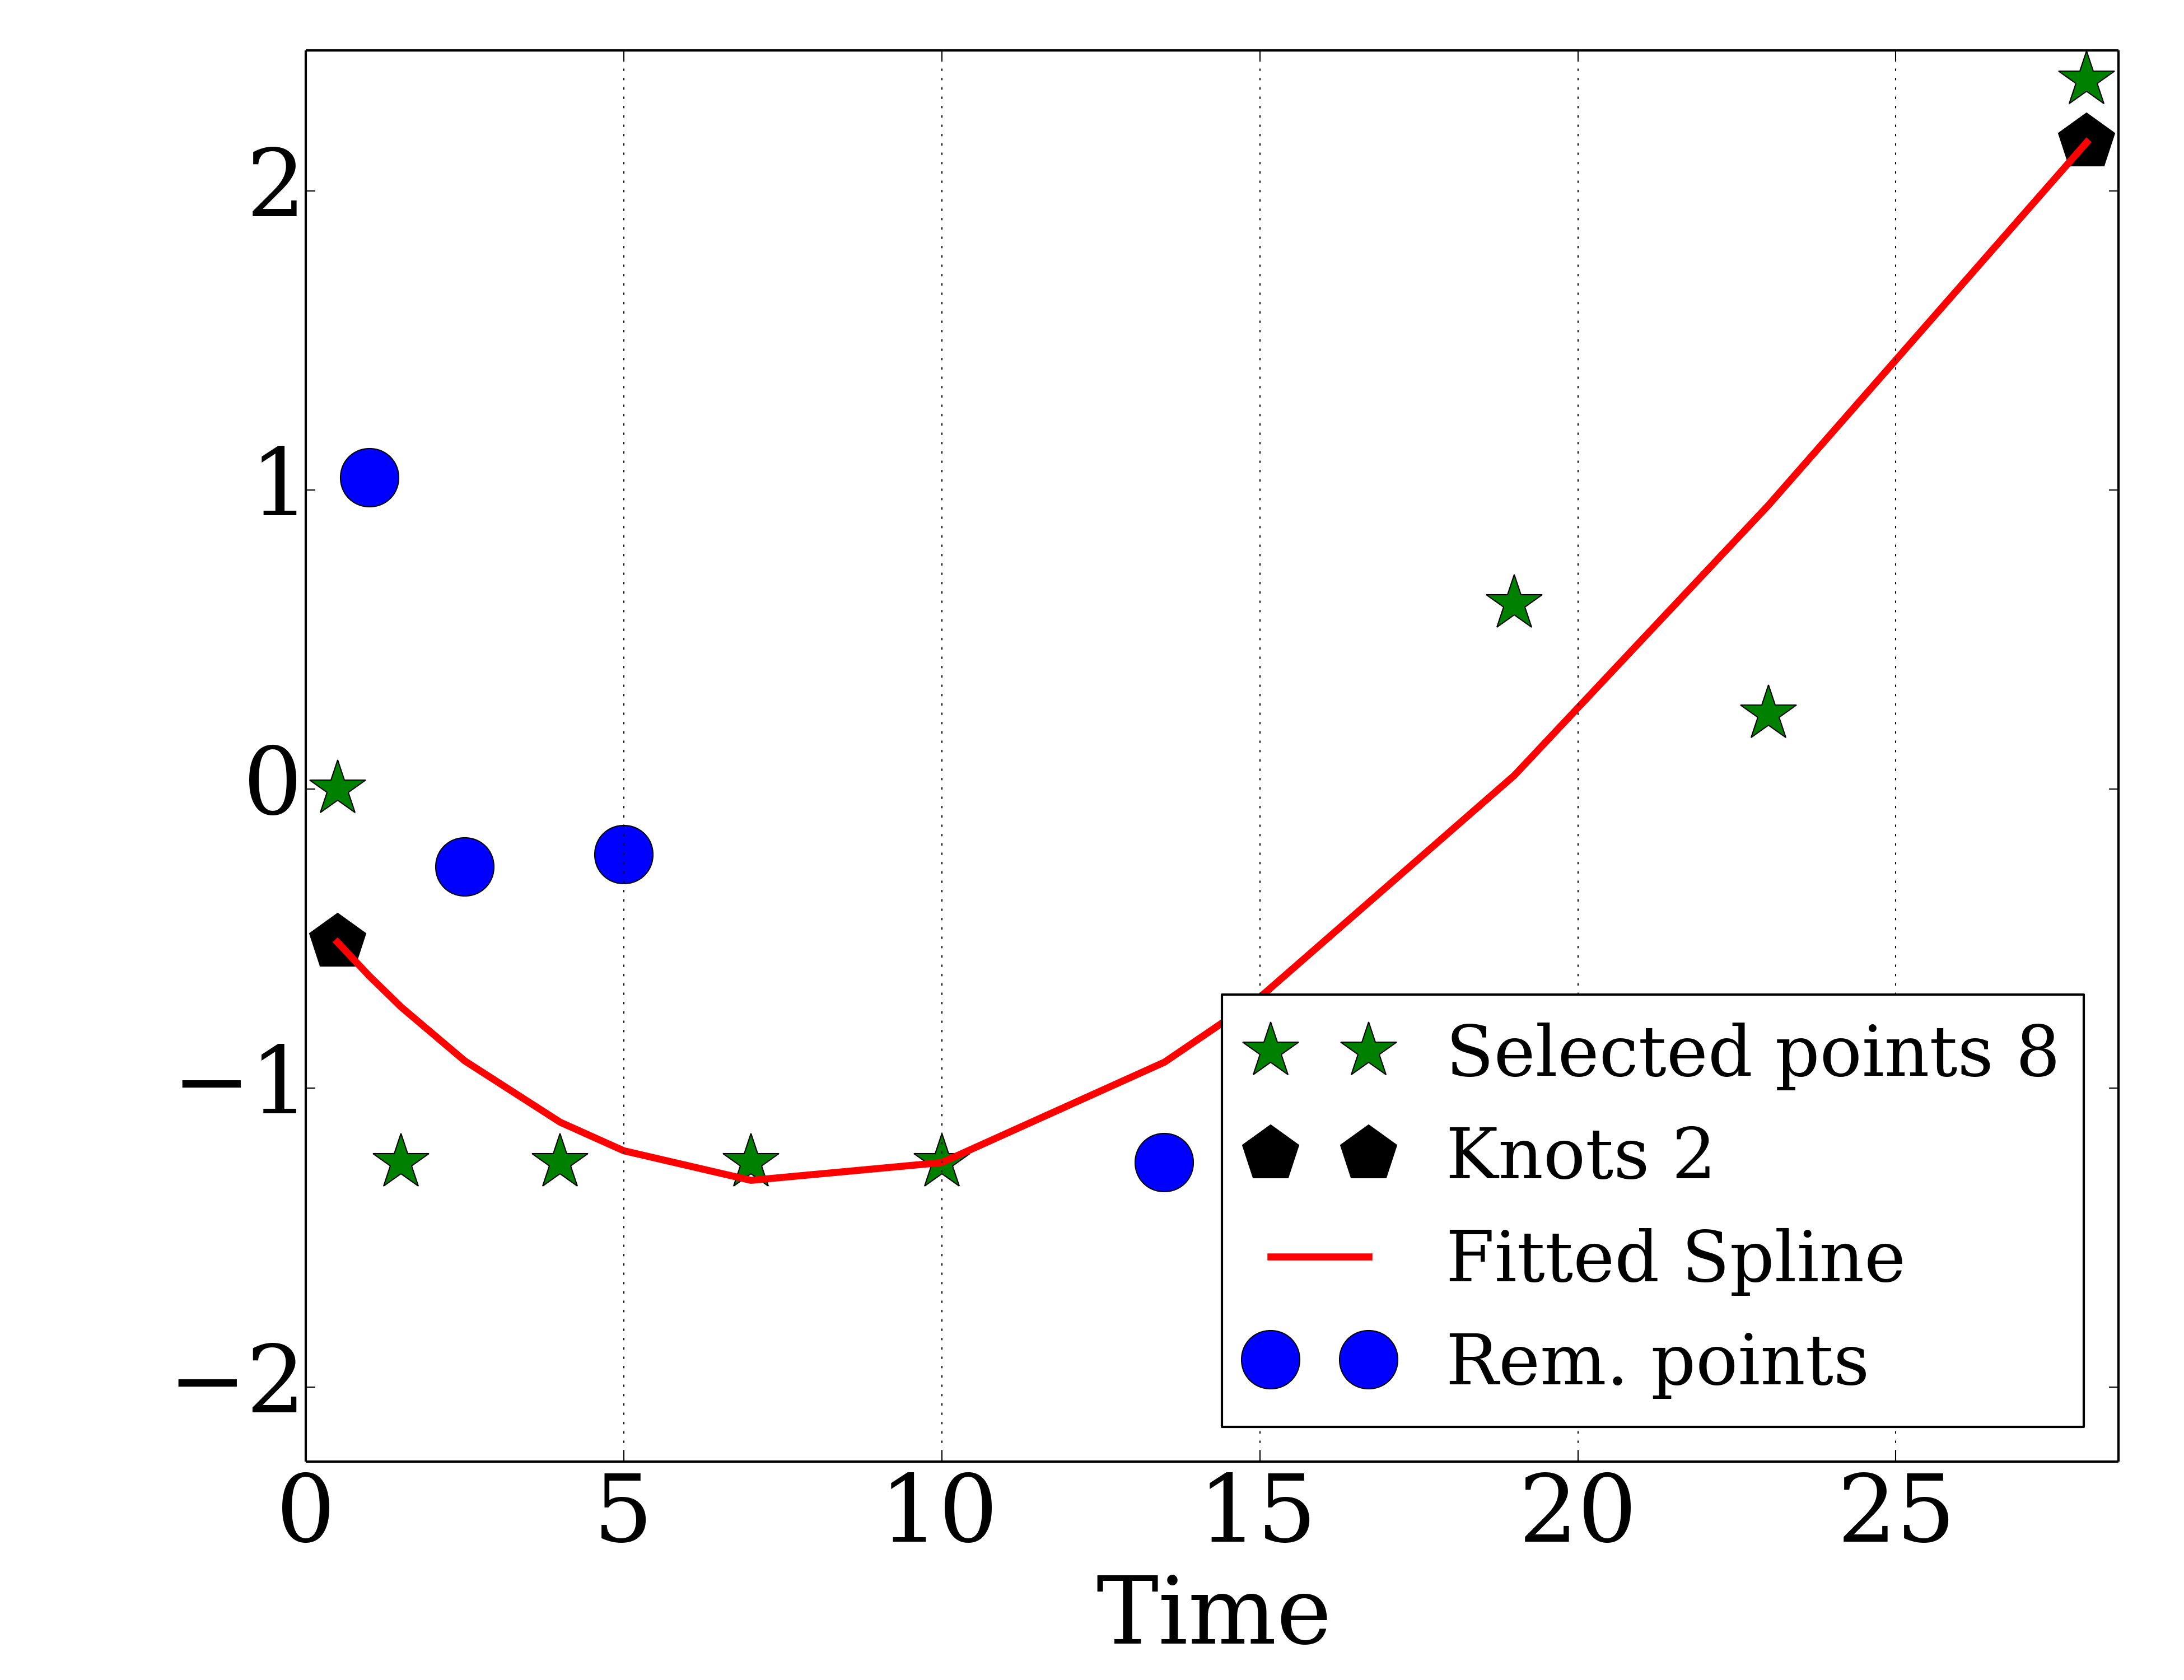 2
1
0
−1
−2
Selected points 8
Knots 2
Fitted Spline
Rem. points
0 5 10 15 20 25
Time